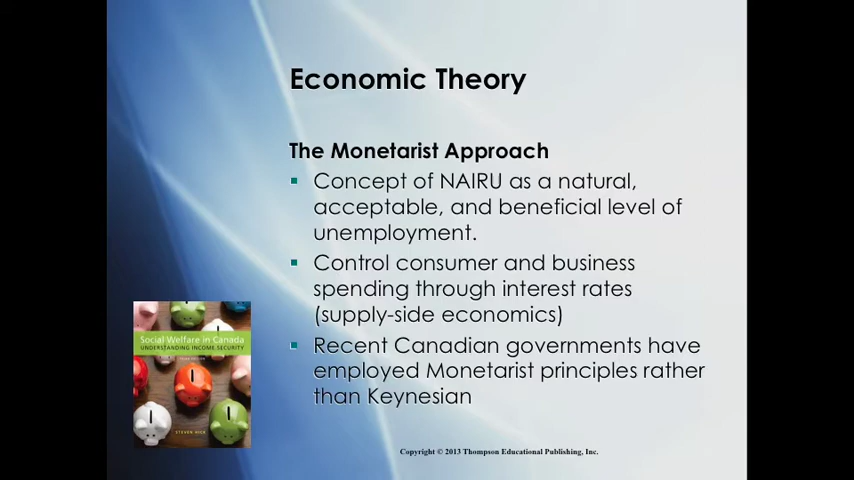 Economic Theory
The Monetarist Approach
▪ Concept of NAIRU as a natural,
acceptable, and beneficial level of
unemployment.
▪ Control consumer and business
spending through interest rates
(supply-side economics)
▪ Recent Canadian governments have
employed Monetarist principles rather
than Keynesian
Social Welfare in Canada
UNDERSTANDING INCOME SECURITY
STEVEN HICK
Copyright © 2013 Thompson Educational Publishing, Inc.